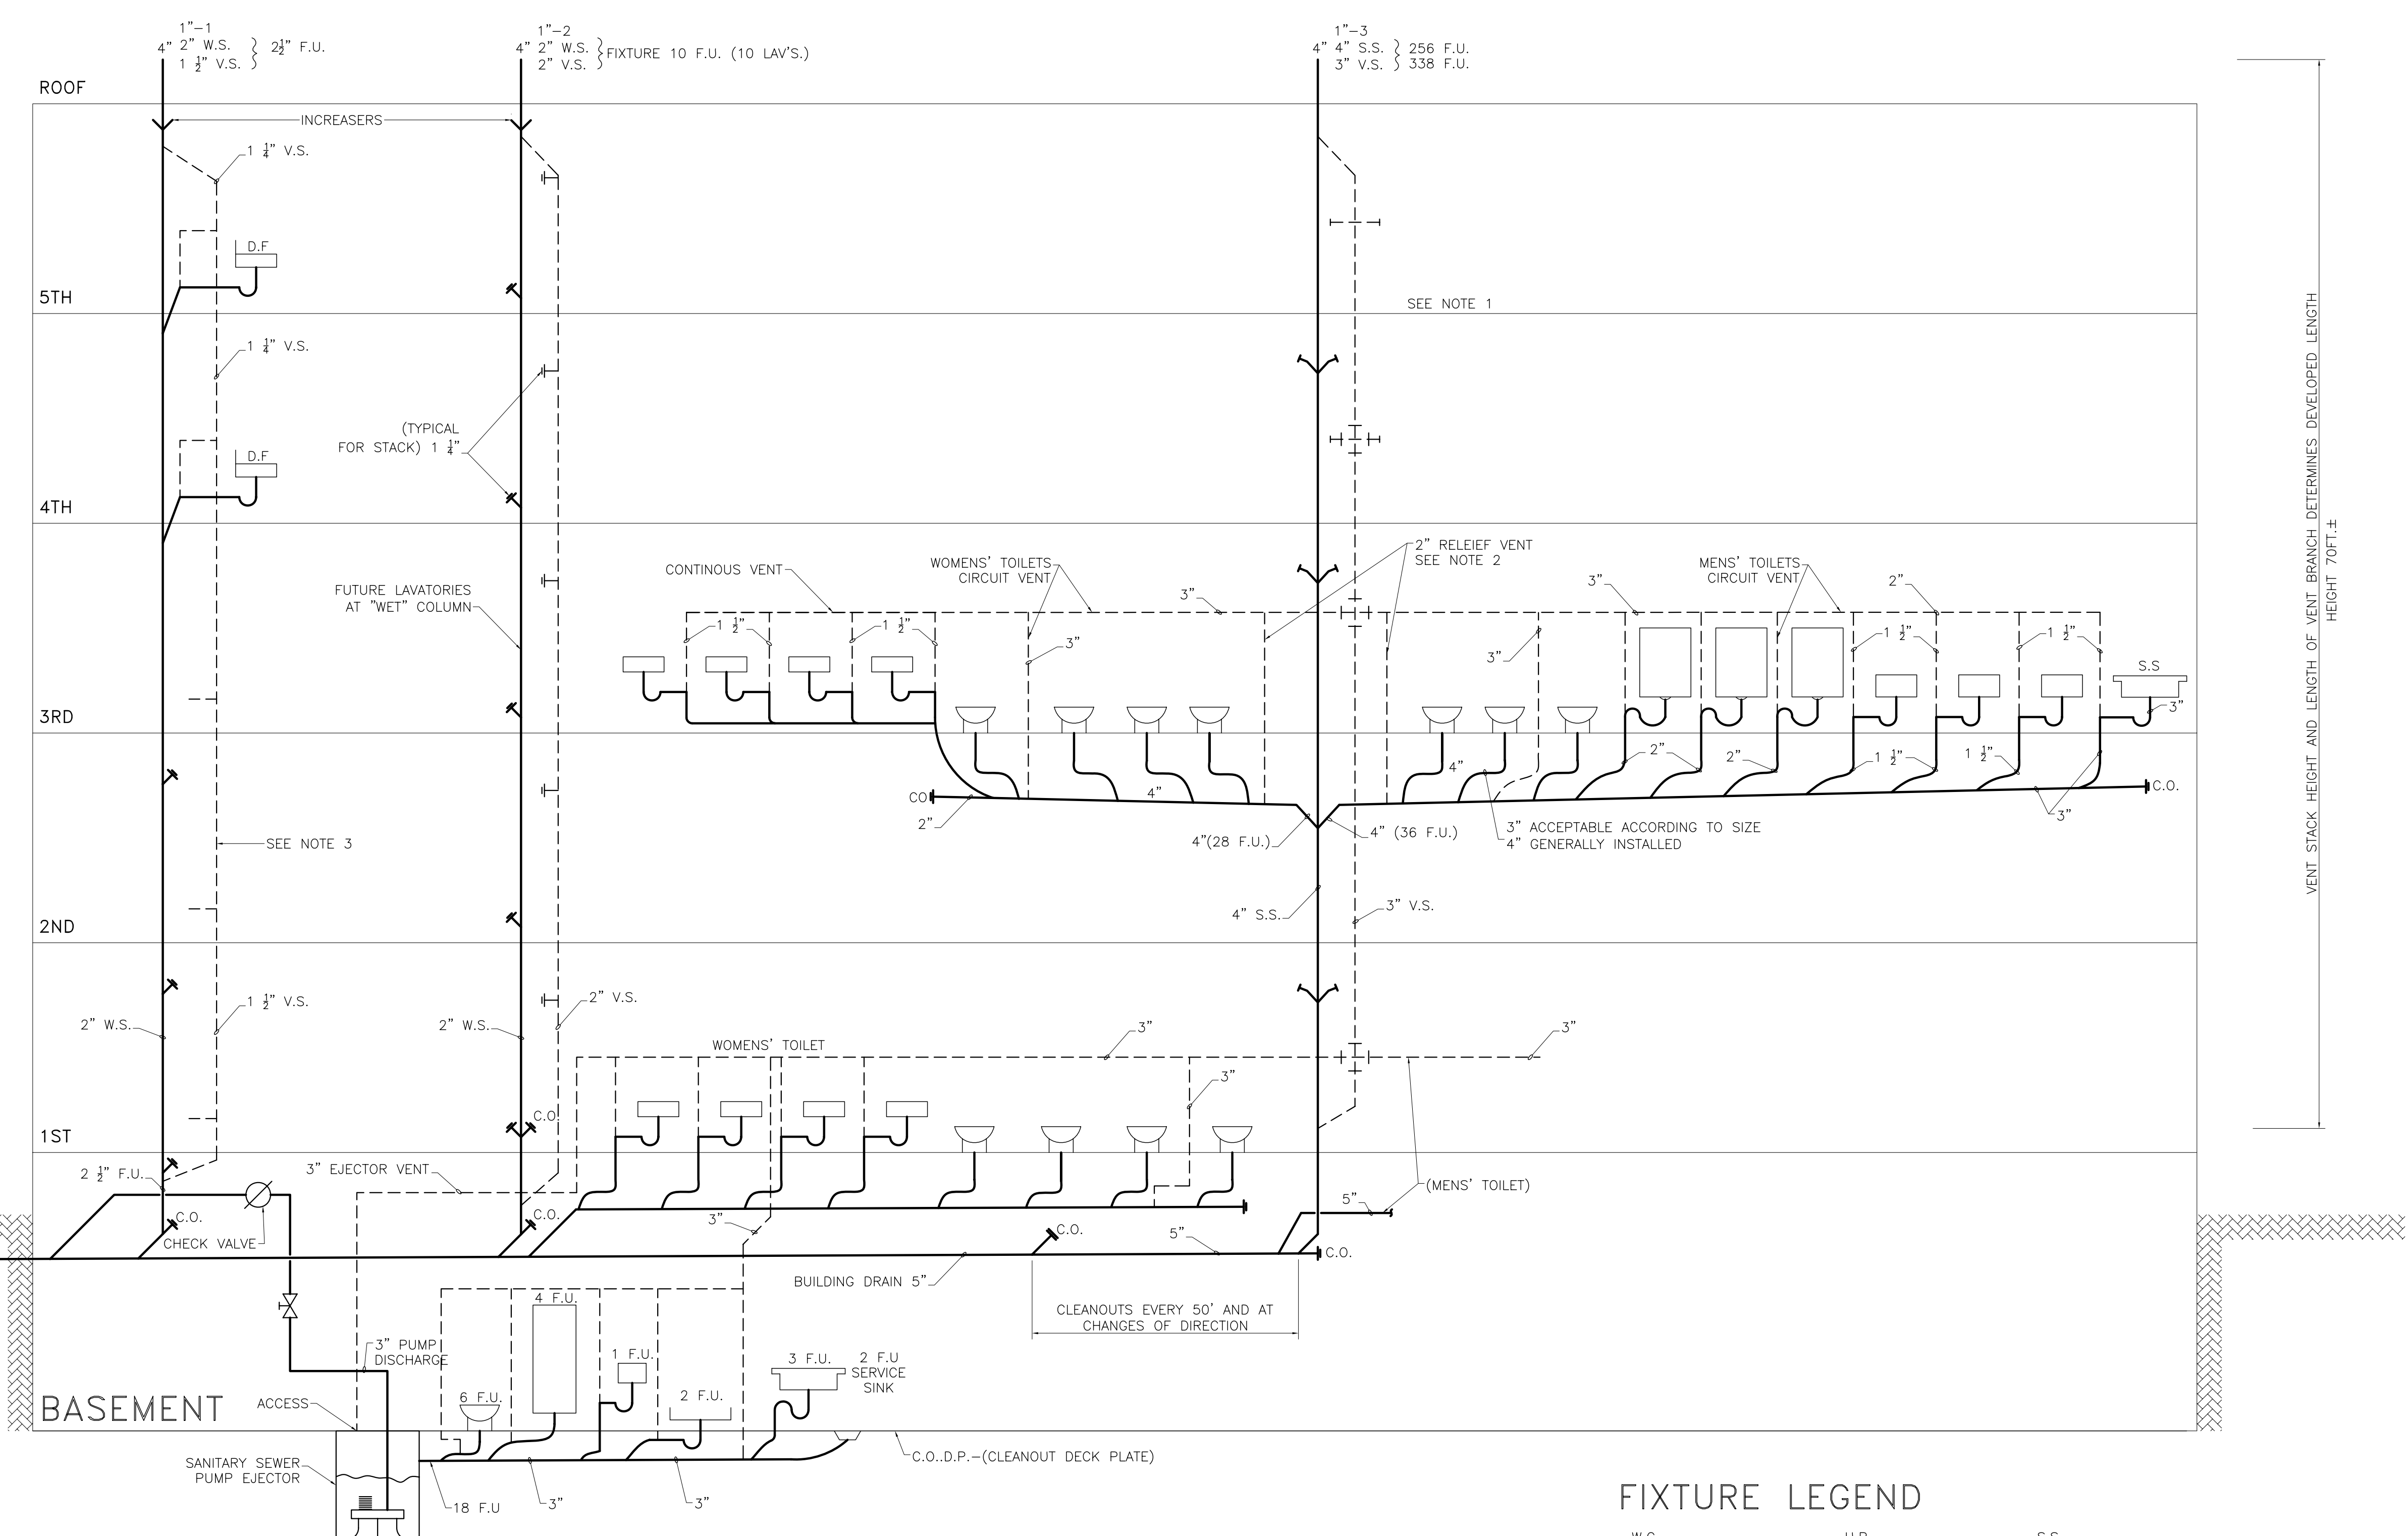 1"-1
4" 2" W.S.
1 1/2" V.S.
2 1/2" F.U.
1"-2
4" 2" W.S.
2" V.S.
FIXTURE 10 F.U. (10 LAV'S.)
1"-3
4" 4" S.S. 256 F.U.
3" V.S. 338 F.U.
ROOF
INCREASERS
1 1/4" V.S.
D.F
5TH
SEE NOTE 1
1 1/4" V.S.
(TYPICAL
FOR STACK) 1 1/4"
D.F
4TH
VENT STACK HEIGHT AND LENGTH OF VENT BRANCH DETERMINES DEVELOPED LENGTH
HEIGHT 70FT.±
FUTURE LAVATORIES
AT "WET" COLUMN
CONTINOUS VENT
WOMENS' TOILETS
CIRCUIT VENT
3"
2" RELEIEF VENT
SEE NOTE 2
3"
MENS' TOILETS
CIRCUIT VENT
2"
1 1/2"
1 1/2"
3"
3"
1 1/2"
1 1/2"
S.S
3"
3RD
4"
2"
2"
1 1/2"
1 1/2"
CO
4"
C.O.
2"
4"(28 F.U.)
4" (36 F.U.)
3" ACCEPTABLE ACCORDING TO SIZE
4" GENERALLY INSTALLED
3"
SEE NOTE 3
4" S.S.
3" V.S.
2ND
1 1/2" V.S.
2" V.S.
2" W.S.
2" W.S.
WOMENS' TOILET
3"
3"
3"
C.O.
1ST
2 1/2" F.U.
3" EJECTOR VENT
(MENS' TOILET)
5"
C.O.
C.O.
3"
C.O.
5"
C.O.
CHECK VALVE
BUILDING DRAIN 5"
CLEANOUTS EVERY 50' AND AT
CHANGES OF DIRECTION
4 F.U.
3" PUMP
DISCHARGE
1 F.U.
3 F.U.
2 F.U
SERVICE
SINK
6 F.U.
2 F.U.
ACCESS
BASEMENT
SANITARY SEWER
PUMP EJECTOR
C.O..D.P.-(CLEANOUT DECK PLATE)
18 F.U
3"
3"
FIXTURE LEGEND